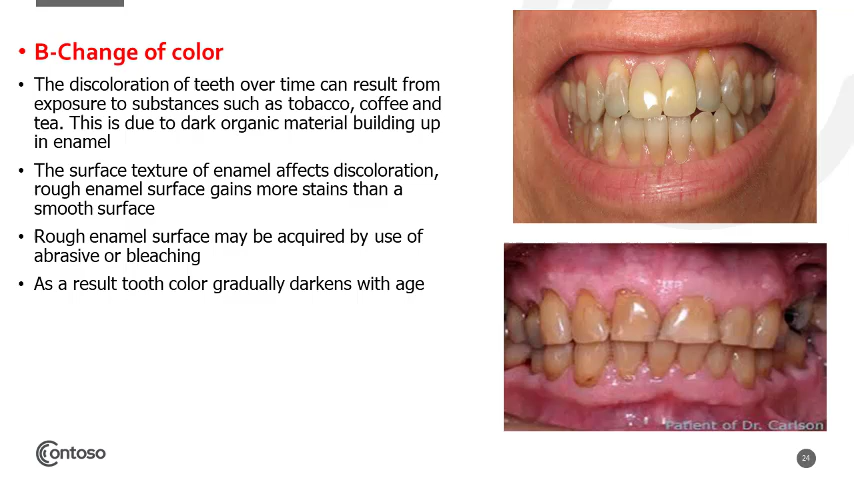 • B-Change of color
• The discoloration of teeth over time can result from
exposure to substances such as tobacco, coffee and
tea. This is due to dark organic material building up
in enamel
• The surface texture of enamel affects discoloration,
rough enamel surface gains more stains than a
smooth surface
• Rough enamel surface may be acquired by use of
abrasive or bleaching
• As a result tooth color gradually darkens with age
Patient of Dr. Carlson
Contoso
24